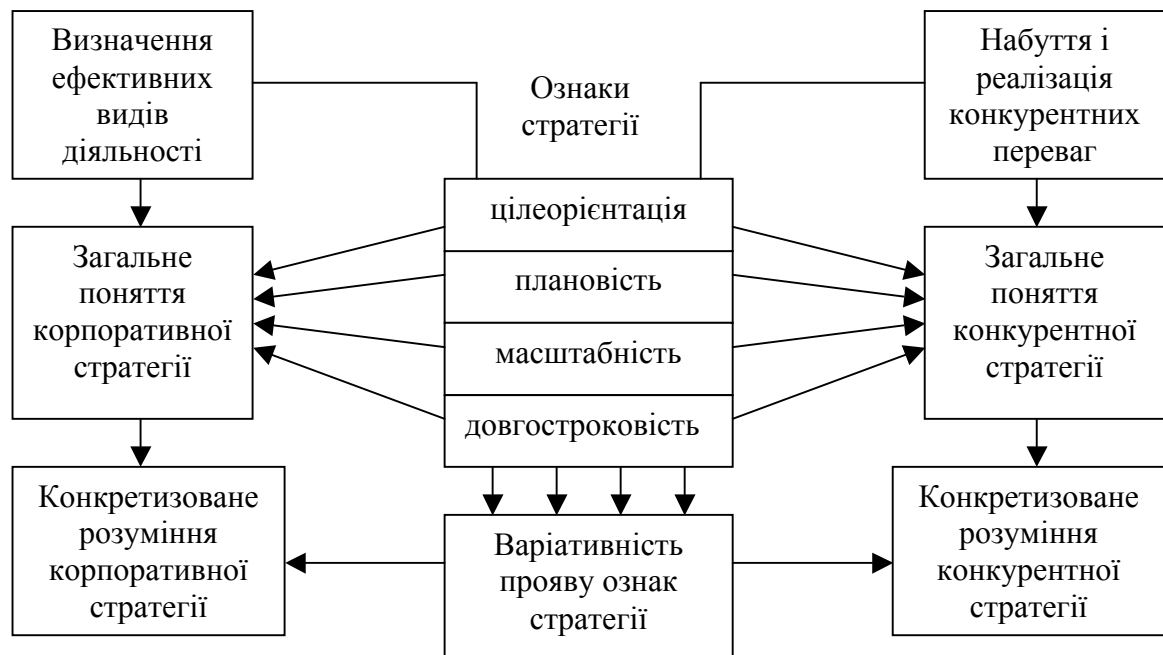 Визначення
ефективних
видів
діяльності
Ознаки
стратегії
Набуття і
реалізація
конкурентних
переваг
цілеорієнтація
плановість
масштабність
довгостроковість
Загальне
поняття
корпоративної
стратегії
Загальне
поняття
конкурентної
стратегії
Конкретизоване
розуміння
корпоративної
стратегії
Варіативність
прояву ознак
стратегії
Конкретизоване
розуміння
конкурентної
стратегії